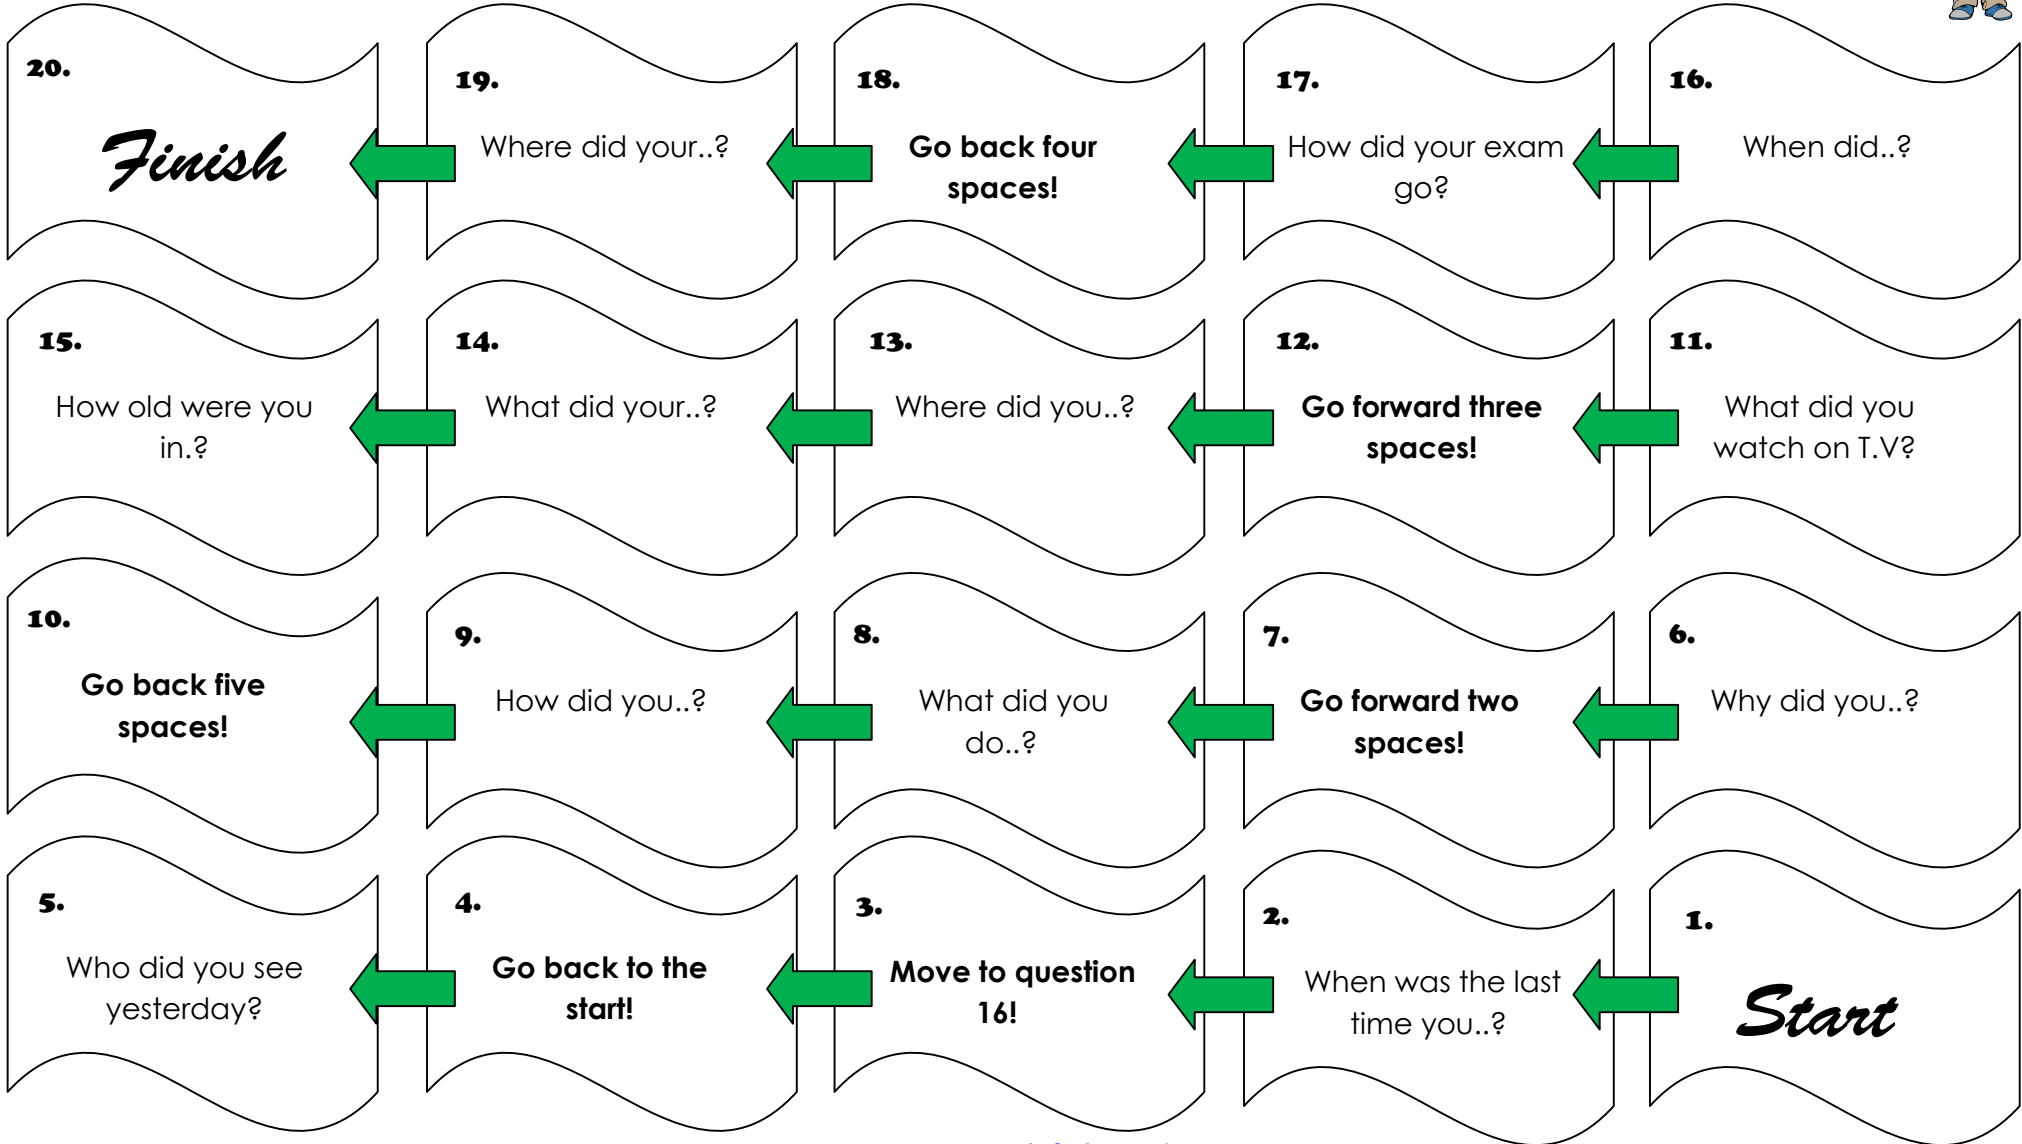 20.
Finish
19.
Where did your..?
18.
Go back four
spaces!
17.
How did your exam
go?
16.
When did..?
15.
How old were you
in.?
14.
What did your..?
13.
Where did you..?
12.
Go forward three
spaces!
11.
What did you
watch on T.V?
10.
Go back five
spaces!
9.
How did you..?
8.
What did you
do..?
7.
Go forward two
spaces!
6.
Why did you..?
5.
Who did you see
yesterday?
4.
Go back to the
start!
3.
Move to question
16!
2.
When was the last
time you..?
1.
Start